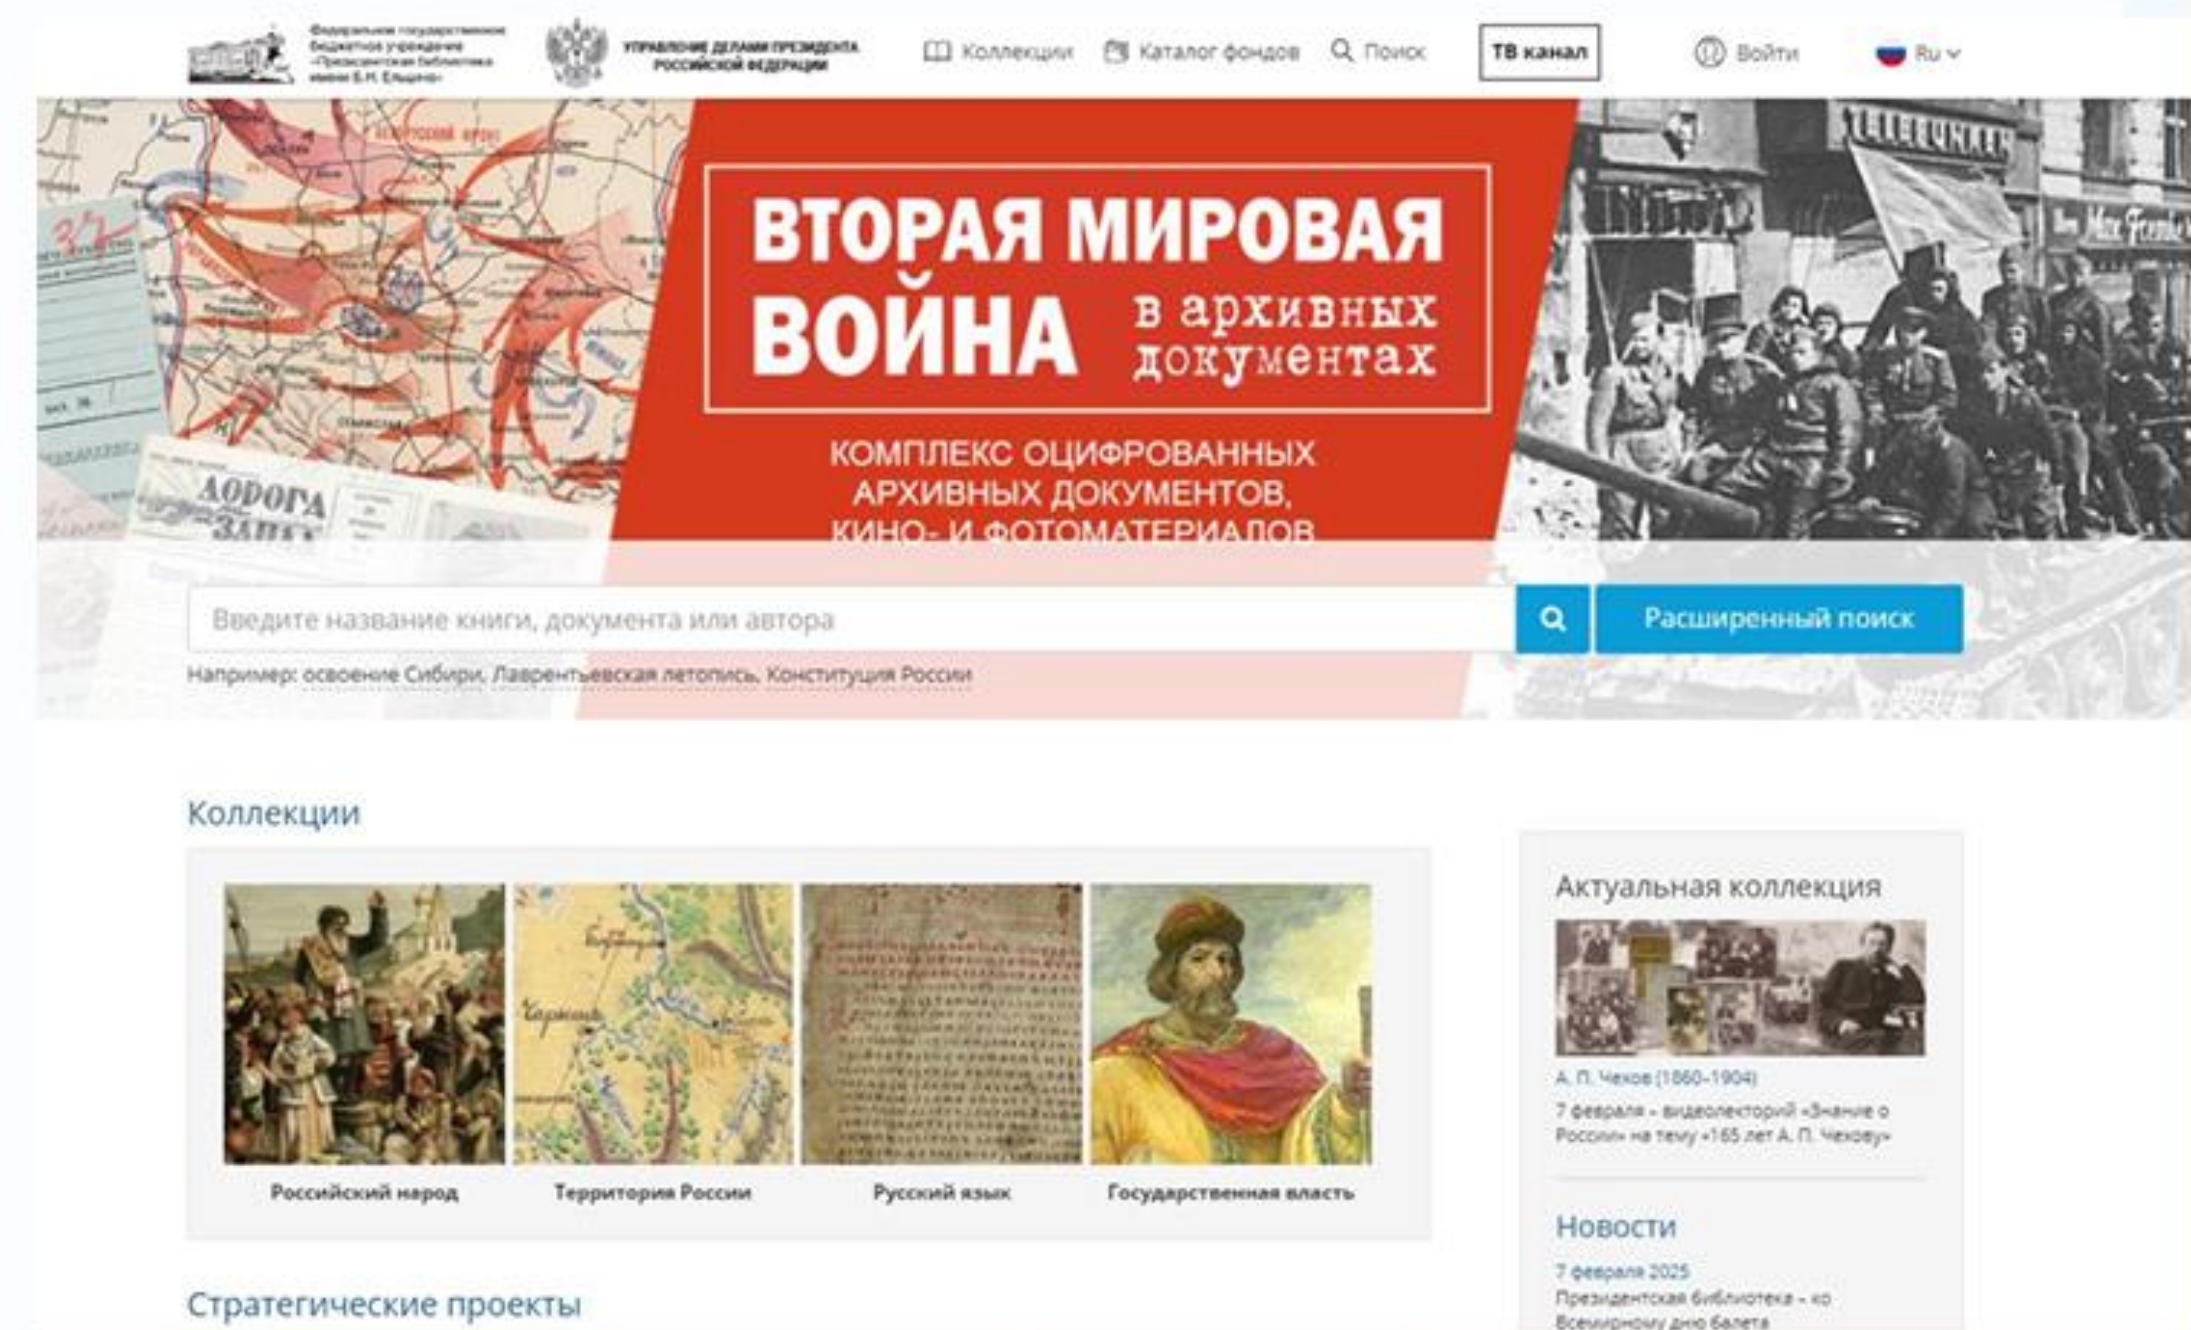 Федеральное государственное
бюджетное учреждение
«Президентская библиотека
имени Б.Н. Ельцина»
УПРАВЛЕНИЕ ДЕЛАМИ ПРЕЗИДЕНТА
РОССИЙСКОЙ ФЕДЕРАЦИИ
Коллекции
Каталог фондов
Поиск
ТВ канал
Войти
Ru
TELEFUNKEN
ВТОРАЯ МИРОВАЯ
ВОЙНА в архивных
документах
КОМПЛЕКС ОЦИФРОВАННЫХ
АРХИВНЫХ ДОКУМЕНТОВ,
КИНО- И ФОТОМАТЕРИАЛОВ
ДОРОГА
Введите название книги, документа или автора
Расширенный поиск
Например: освоение Сибири, Лаврентьевская летопись, Конституция России
Коллекции
Российский народ
Территория России
Русский язык
Государственная власть
Стратегические проекты
Актуальная коллекция
А. П. Чехов (1860–1904)
7 февраля – видеолекторий «Знание о
России» на тему «165 лет А. П. Чехову»
Новости
7 февраля 2025
Президентская библиотека – ко
Всемирному дню балета